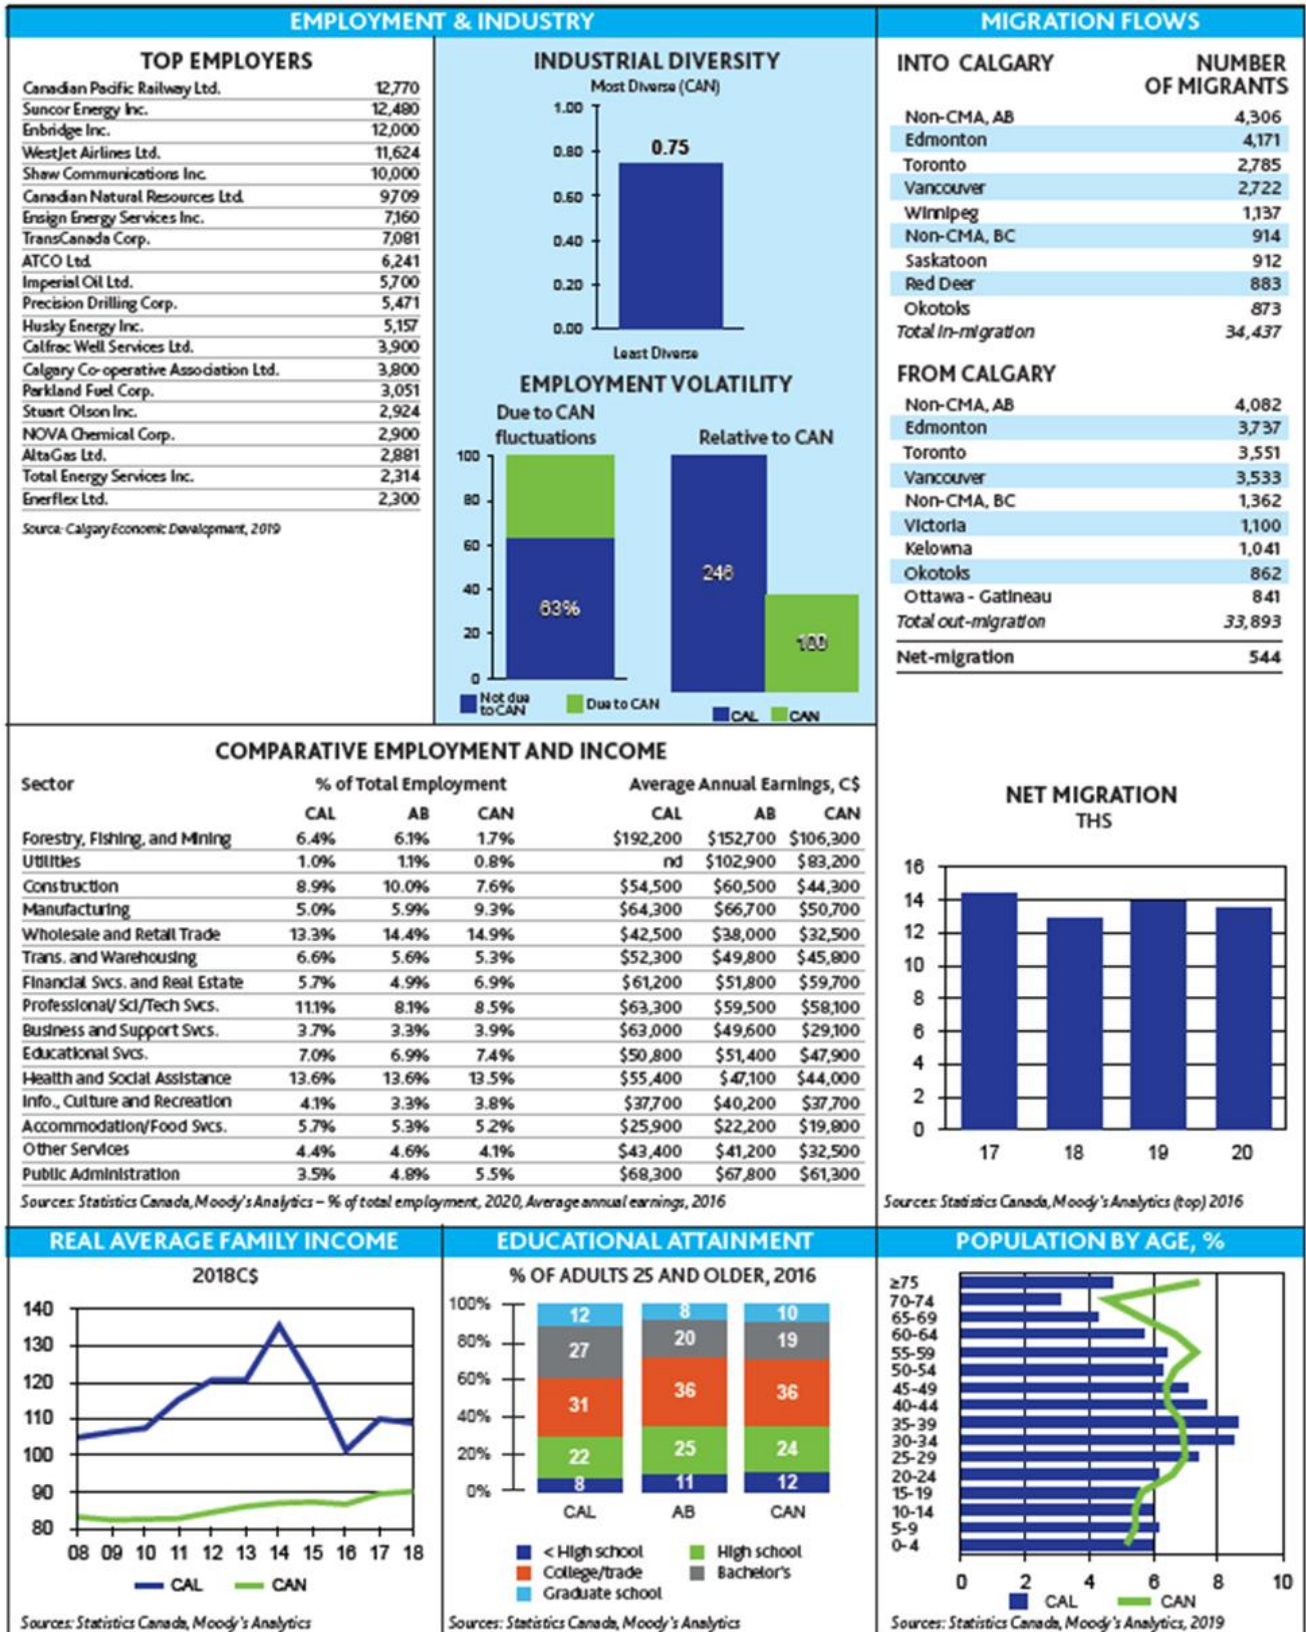 EMPLOYMENT & INDUSTRY
TOP EMPLOYERS
Canadian Pacific Railway Ltd. 12,770
Suncor Energy Inc. 12,480
Enbridge Inc. 12,000
WestJet Airlines Ltd. 11,624
Shaw Communications Inc. 10,000
Canadian Natural Resources Ltd. 9709
Ensign Energy Services Inc. 7,160
TransCanada Corp. 7,081
ATCO Ltd. 6,241
Imperial Oil Ltd. 5,700
Precision Drilling Corp. 5,471
Husky Energy Inc. 5,157
Calfrac Well Services Ltd. 3,900
Calgary Co-operative Association Ltd. 3,800
Parkland Fuel Corp. 3,051
Stuart Olson Inc. 2,924
NOVA Chemical Corp. 2,900
AltaGas Ltd. 2,881
Total Energy Services Inc. 2,314
Enerflex Ltd. 2,300
Source: Calgary Economic Development, 2019
INDUSTRIAL DIVERSITY
Most Diverse (CAN)
1.00
0.80
0.60
0.40
0.20
0.00
0.75
Least Diverse
EMPLOYMENT VOLATILITY
Due to CAN
fluctuations
Relative to CAN
100
80
60
40
20
0
63%
246
100
Not due
to CAN
Due to CAN
CAL CAN
MIGRATION FLOWS
INTO CALGARY NUMBER
OF MIGRANTS
Non-CMA, AB 4,306
Edmonton 4,171
Toronto 2,785
Vancouver 2,722
Winnipeg 1,137
Non-CMA, BC 914
Saskatoon 912
Red Deer 883
Okotoks 873
Total in-migration 34,437
FROM CALGARY
Non-CMA, AB 4,082
Edmonton 3,737
Toronto 3,551
Vancouver 3,533
Non-CMA, BC 1,362
Victoria 1,100
Kelowna 1,041
Okotoks 862
Ottawa - Gatineau 841
Total out-migration 33,893
Net-migration 544
COMPARATIVE EMPLOYMENT AND INCOME
Sector % of Total Employment Average Annual Earnings, C$
CAL AB CAN CAL AB CAN
Forestry, Fishing, and Mining 6.4% 6.1% 1.7% $192,200 $152,700 $106,300
Utilities 1.0% 1.1% 0.8% nd $102,900 $83,200
Construction 8.9% 10.0% 7.6% $54,500 $60,500 $44,300
Manufacturing 5.0% 5.9% 9.3% $64,300 $66,700 $50,700
Wholesale and Retail Trade 13.3% 14.4% 14.9% $42,500 $38,000 $32,500
Trans. and Warehousing 6.6% 5.6% 5.3% $52,300 $49,800 $45,800
Financial Svcs. and Real Estate 5.7% 4.9% 6.9% $61,200 $51,800 $59,700
Professional/ Sci/Tech Svcs. 11.1% 8.1% 8.5% $63,300 $59,500 $58,100
Business and Support Svcs. 3.7% 3.3% 3.9% $63,000 $49,600 $29,100
Educational Svcs. 7.0% 6.9% 7.4% $50,800 $51,400 $47,900
Health and Social Assistance 13.6% 13.6% 13.5% $55,400 $47,100 $44,000
Info., Culture and Recreation 4.1% 3.3% 3.8% $37,700 $40,200 $37,700
Accommodation/Food Svcs. 5.7% 5.3% 5.2% $25,900 $22,200 $19,800
Other Services 4.4% 4.6% 4.1% $43,400 $41,200 $32,500
Public Administration 3.5% 4.8% 5.5% $68,300 $67,800 $61,300
Sources: Statistics Canada, Moody's Analytics – % of total employment, 2020, Average annual earnings, 2016
NET MIGRATION
THS
16
14
12
10
8
6
4
2
0
17 18 19 20
Sources: Statistics Canada, Moody's Analytics (top) 2016
REAL AVERAGE FAMILY INCOME
2018C$
140
130
120
110
100
90
80
08 09 10 11 12 13 14 15 16 17 18
CAL CAN
Sources: Statistics Canada, Moody's Analytics
EDUCATIONAL ATTAINMENT
% OF ADULTS 25 AND OLDER, 2016
100%
80%
60%
40%
20%
0%
12 8 10
27 20 19
31 36 36
22 25 24
8 11 12
CAL AB CAN
< High school High school
College/trade Bachelor's
Graduate school
Sources: Statistics Canada, Moody's Analytics
POPULATION BY AGE, %
≥75
70-74
65-69
60-64
55-59
50-54
45-49
40-44
35-39
30-34
25-29
20-24
15-19
10-14
5-9
0-4
0 2 4 6 8 10
CAL CAN
Sources: Statistics Canada, Moody's Analytics, 2019